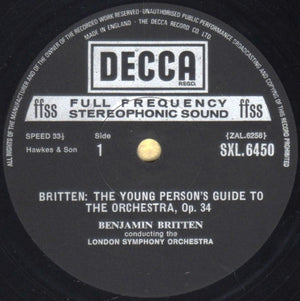 ALL RIGHTS OF THE MANUFACTURER AND OF THE OWNER OF THE RECORDED WORK RESERVED · UNAUTHORISED PUBLIC PERFORMANCE, BROADCASTING AND COPYING OF THIS RECORD PROHIBITED
MADE IN ENGLAND · THE DECCA RECORD CO. LTD.
DECCA
REGD.
ffss FULL FREQUENCY ffss
STEREOPHONIC SOUND
SPEED 33⅓ Side (ZAL.6258)
Hawkes & Son 1 SXL.6450
BRITTEN: THE YOUNG PERSON'S GUIDE TO
THE ORCHESTRA, Op. 34
BENJAMIN BRITTEN
conducting the
LONDON SYMPHONY ORCHESTRA